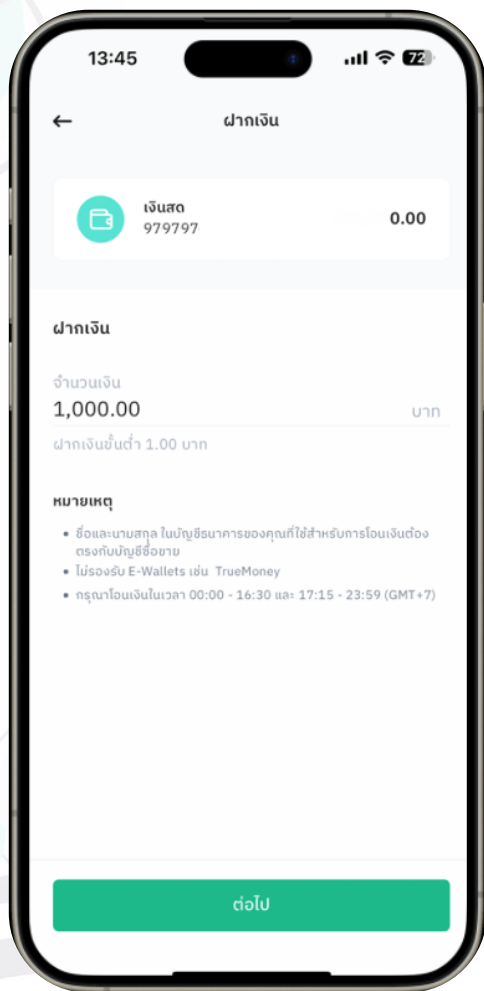 13:45
72
ฝากเงิน
เงินสด
979797
0.00
ฝากเงิน
จำนวนเงิน
1,000.00
บาท
ฝากเงินขั้นต่ำ 1.00 บาท
หมายเหตุ
• ชื่อและนามสกุล ในบัญชีธนาคารของคุณที่ใช้สำหรับการโอนเงินต้อง
ตรงกับบัญชีซื้อขาย
• ไม่รองรับ E-Wallets เช่น TrueMoney
• กรุณาโอนเงินในเวลา 00:00 - 16:30 และ 17:15 - 23:59 (GMT+7)
ต่อไป